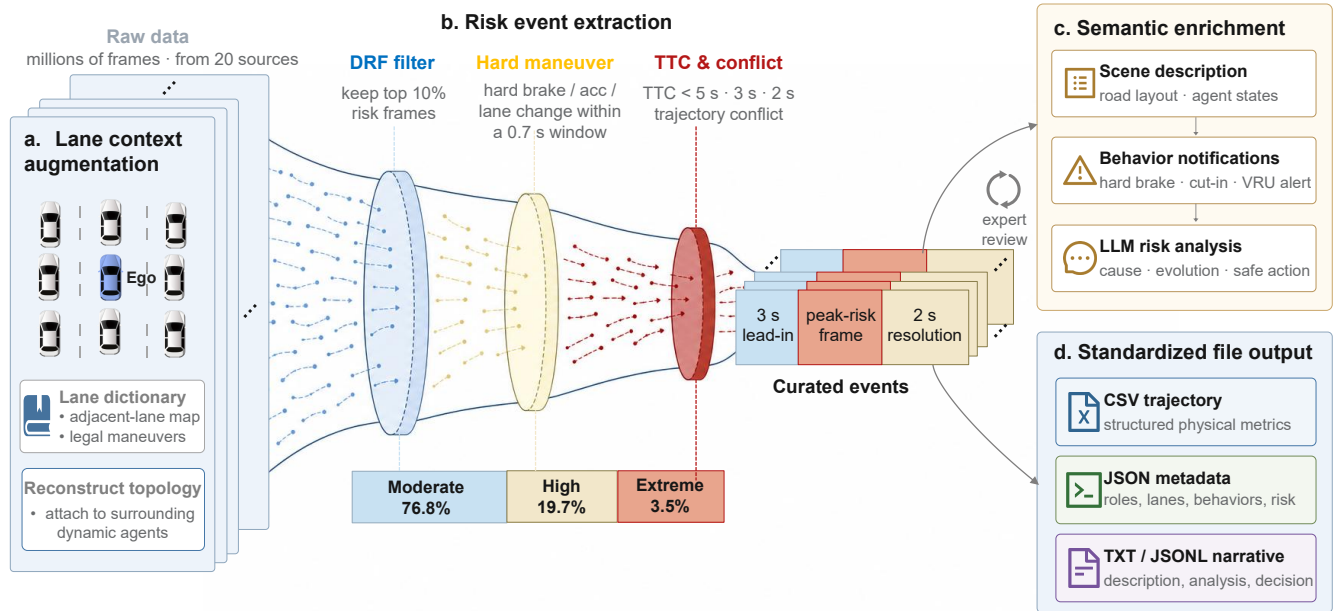 Raw data
millions of frames · from 20 sources
a. Lane context
augmentation
Ego
Lane dictionary
• adjacent-lane map
• legal maneuvers
Reconstruct topology
• attach to surrounding
dynamic agents
b. Risk event extraction
DRF filter
keep top 10%
risk frames
Hard maneuver
hard brake / acc /
lane change within
a 0.7 s window
TTC & conflict
TTC < 5 s · 3 s · 2 s
trajectory conflict
Moderate
76.8%
High
19.7%
Extreme
3.5%
3 s
lead-in
peak-risk
frame
2 s
resolution
Curated events
expert
review
c. Semantic enrichment
Scene description
road layout · agent states
Behavior notifications
hard brake · cut-in · VRU alert
LLM risk analysis
cause · evolution · safe action
d. Standardized file output
X
CSV trajectory
structured physical metrics
JSON metadata
roles, lanes, behaviors, risk
TXT / JSONL narrative
description, analysis, decision